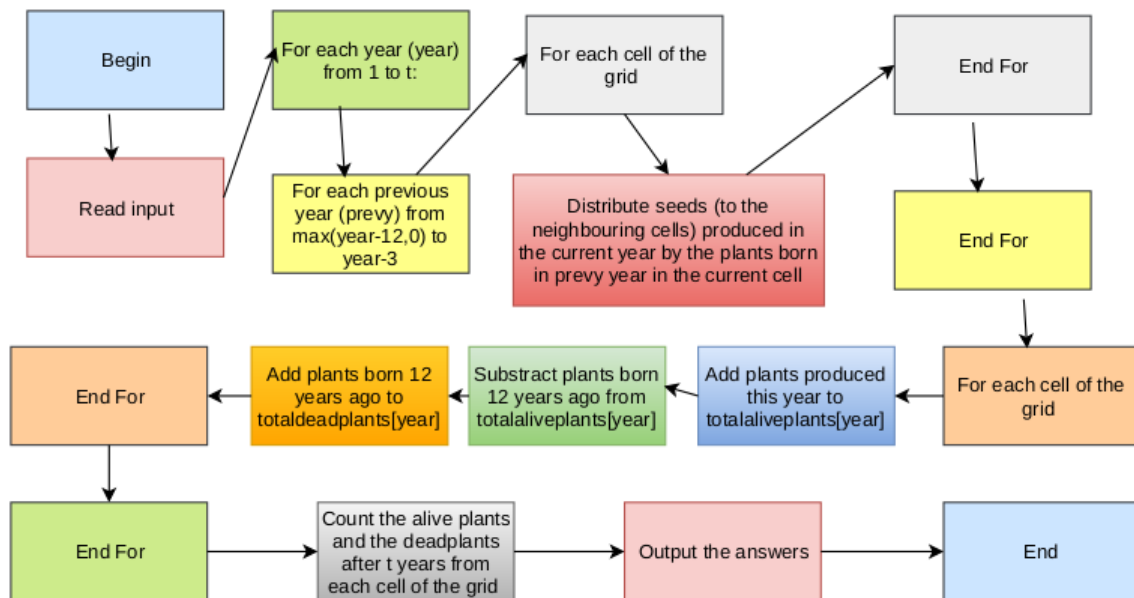 Begin
For each year (year)
from 1 to t:
For each cell of the
grid
End For
Read input
For each previous
year (prevy) from
max(year-12,0) to
year-3
Distribute seeds (to the
neighbouring cells) produced in
the current year by the plants born
in prevy year in the current cell
End For
End For
Add plants born 12
years ago to
totaldeadplants[year]
Substract plants born
12 years ago from
totalaliveplants[year]
Add plants produced
this year to
totalaliveplants[year]
For each cell of the
grid
End For
Count the alive plants
and the deadplants
after t years from
each cell of the grid
Output the answers
End